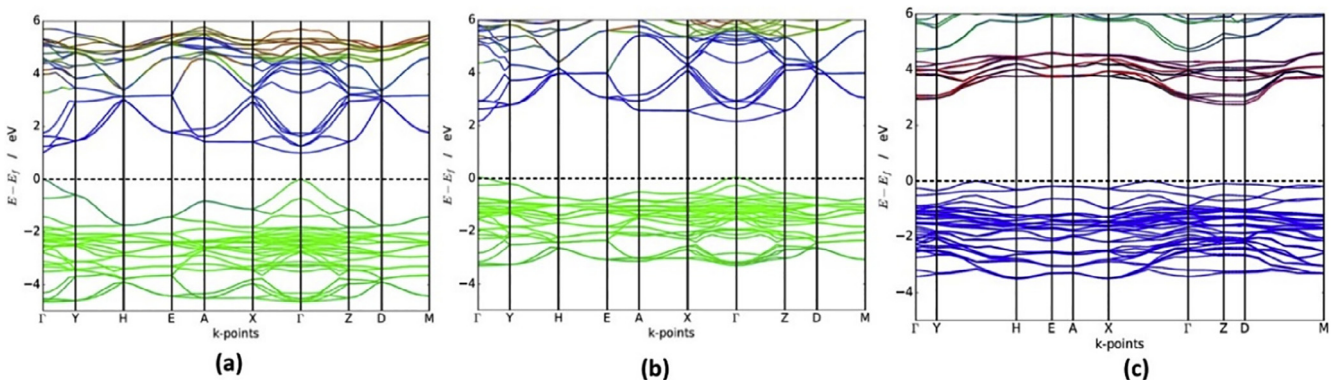 6
4
2
0
−2
−4
E − E_f / eV
Γ Y H E A X Γ Z D M
k-points
(a)
6
4
2
0
−2
−4
E − E_f / eV
Γ Y H E A X Γ Z D M
k-points
(b)
6
4
2
0
−2
−4
E − E_f / eV
Γ Y H E A X Γ Z D M
k-points
(c)